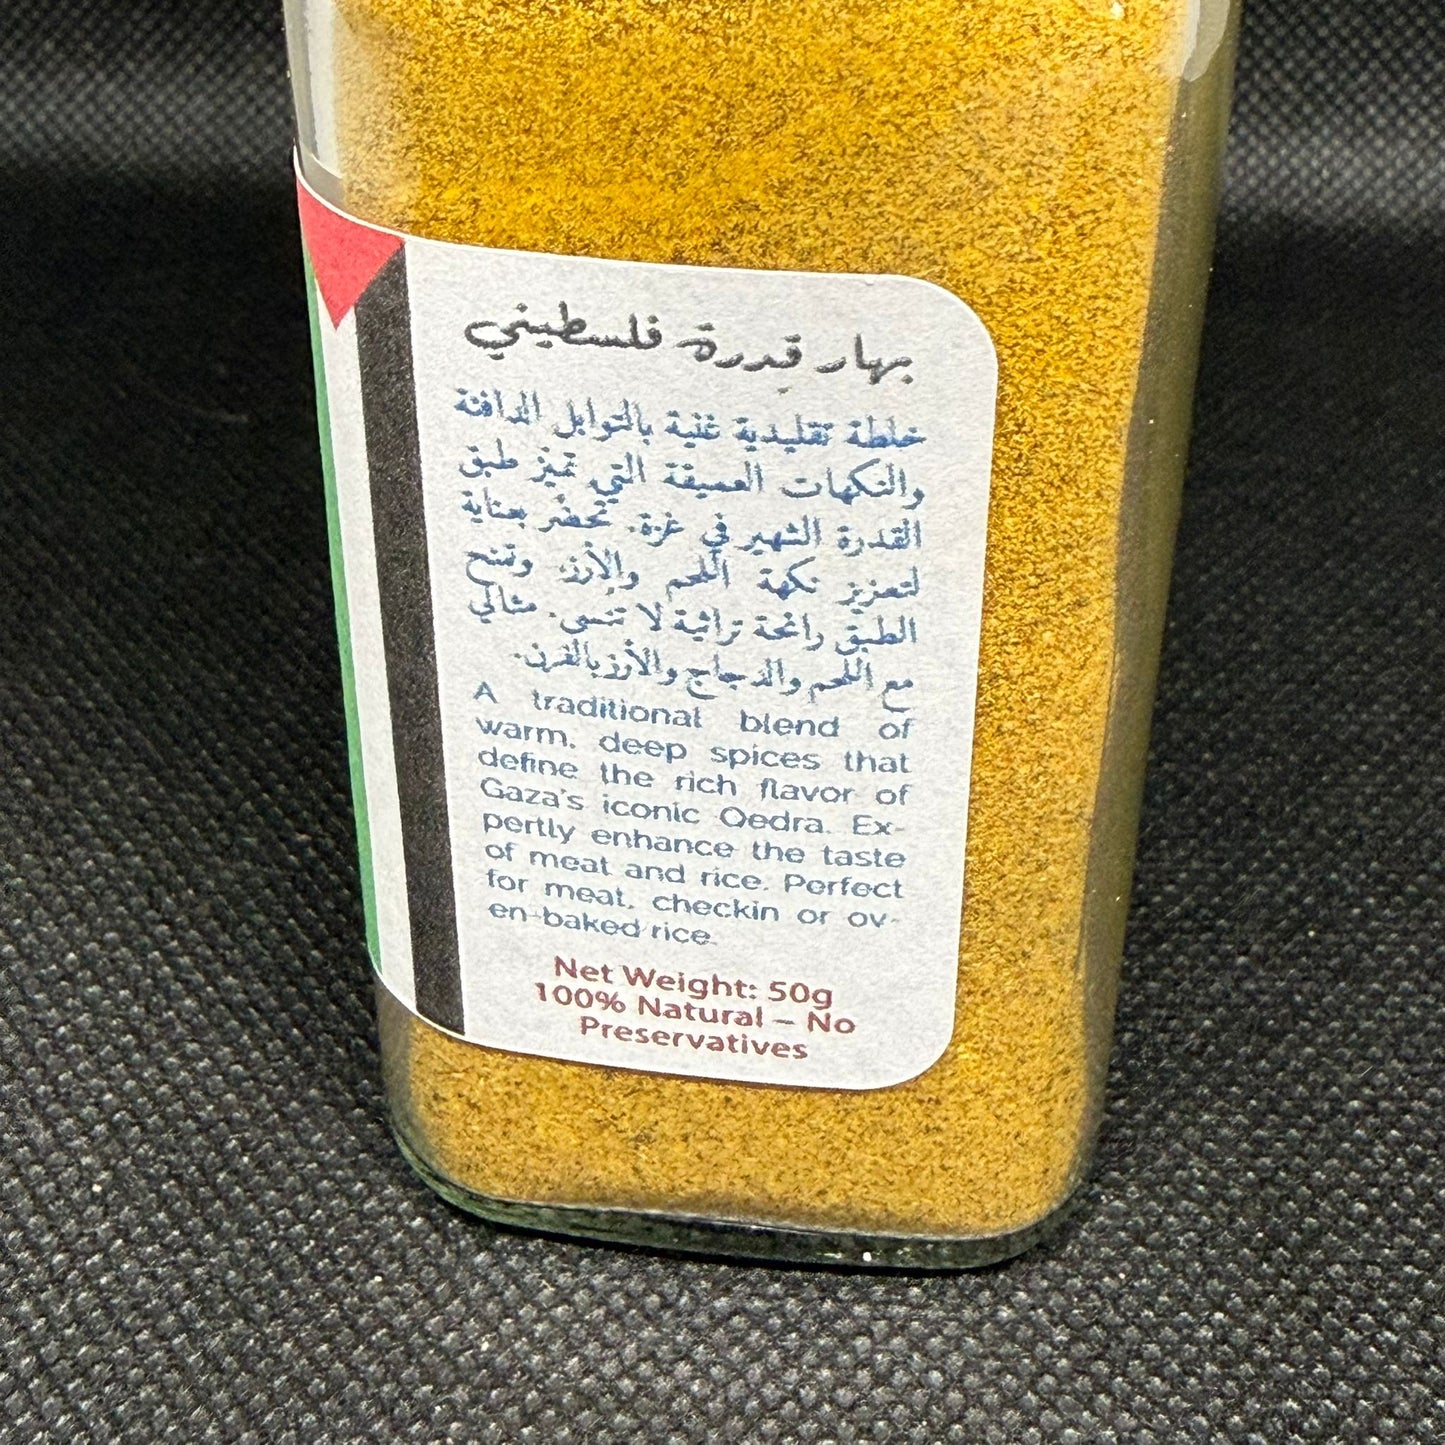 بهار قدرة فلسطيني
خلطة تقليدية غنية بالتوابل الدافئة
والنكهات العميقة التي تميز طبق
القدرة الشهير في غزة. تُحضَّر بعناية
لتعزيز نكهة اللحم والأرز، وتمنح
الطبق رائحة تراثية لا تنسى. مثالي
مع اللحم والدجاج والأرز بالفرن.
A traditional blend of
warm, deep spices that
define the rich flavor of
Gaza's iconic Qedra. Ex-
pertly enhance the taste
of meat and rice. Perfect
for meat, checkin or ov-
en-baked rice.
Net Weight: 50g
100% Natural – No
Preservatives